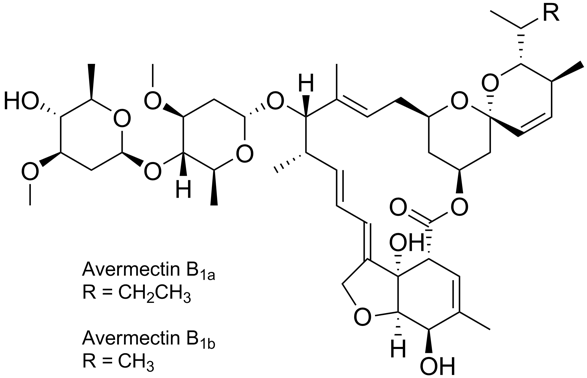 R
O
H
O
O
HO
O
O
O
O
O
H
O
O
O
OH
O
H
OH
Avermectin B1a
R = CH2CH3
Avermectin B1b
R = CH3